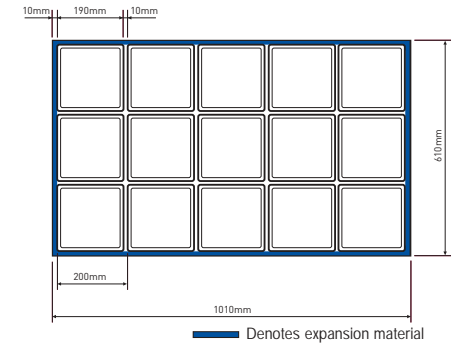 10mm 190mm 10mm
610mm
200mm
1010mm
Denotes expansion material